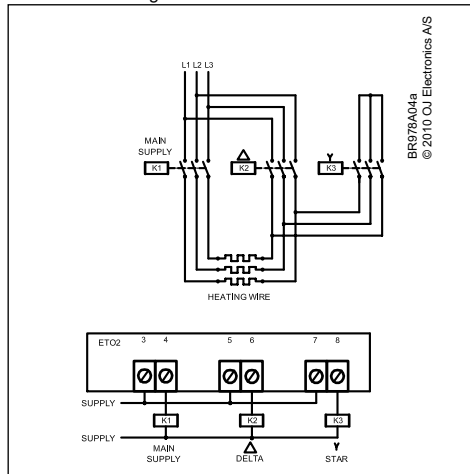 L1 L2 L3
MAIN
SUPPLY
K1
K2
K3
BR978A04a
© 2010 OJ Electronics A/S
HEATING WIRE
ETO2
3 4 5 6 7 8
SUPPLY
K1 K2 K3
SUPPLY
MAIN
SUPPLY
DELTA
STAR